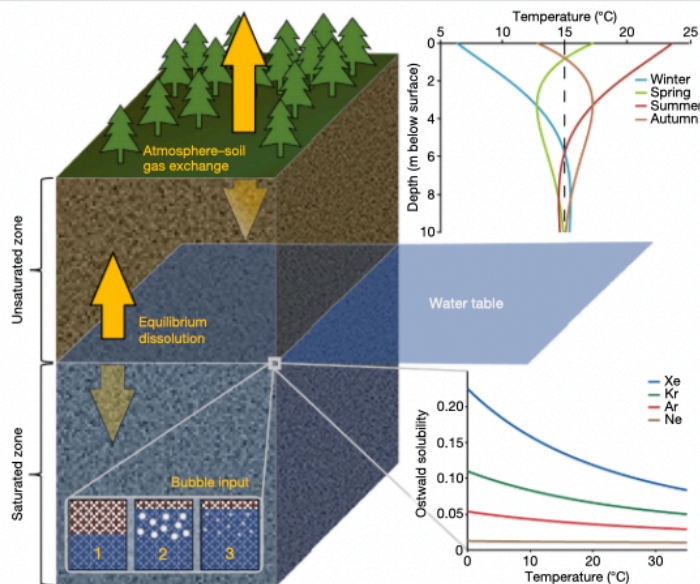 Temperature (°C)
5 10 15 20 25
0
2
4
6
8
10
Depth (m below surface)
Winter
Spring
Summer
Autumn
Atmosphere–soil
gas exchange
Unsaturated zone
Equilibrium
dissolution
Water table
Saturated zone
Bubble input
1 2 3
Xe
Kr
Ar
Ne
Ostwald solubility
0.20
0.15
0.10
0.05
0
0 10 20 30
Temperature (°C)